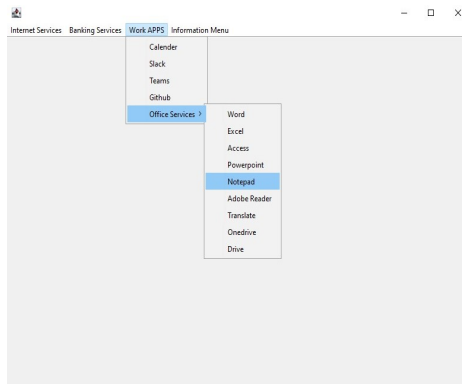 Internet Services Banking Services Work APPS Information Menu
Calender
Slack
Teams
Github
Office Services
Word
Excel
Access
Powerpoint
Notepad
Adobe Reader
Translate
Onedrive
Drive